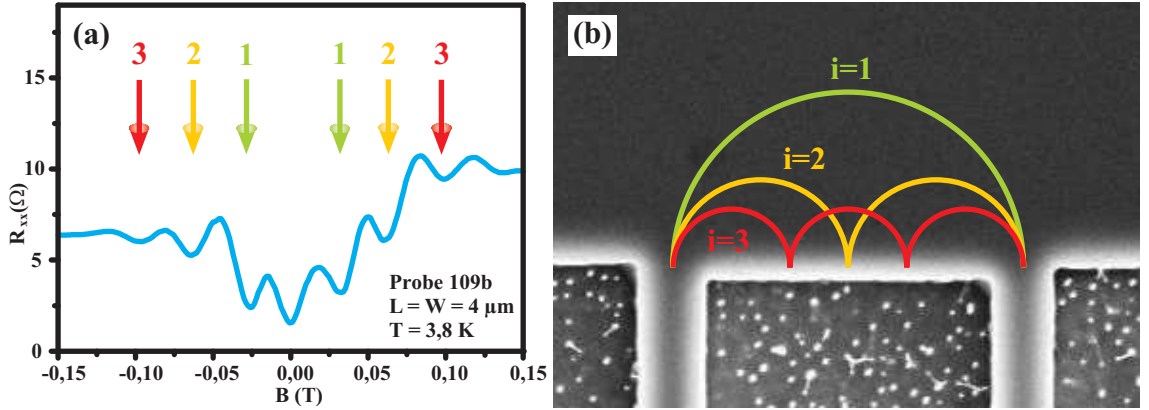 (a)
3 2 1 1 2 3
15
10
5
0
R_xx(Ω)
-0,15 -0,10 -0,05 0,00 0,05 0,10 0,15
B (T)
Probe 109b
L = W = 4 µm
T = 3,8 K
(b)
i=1
i=2
i=3